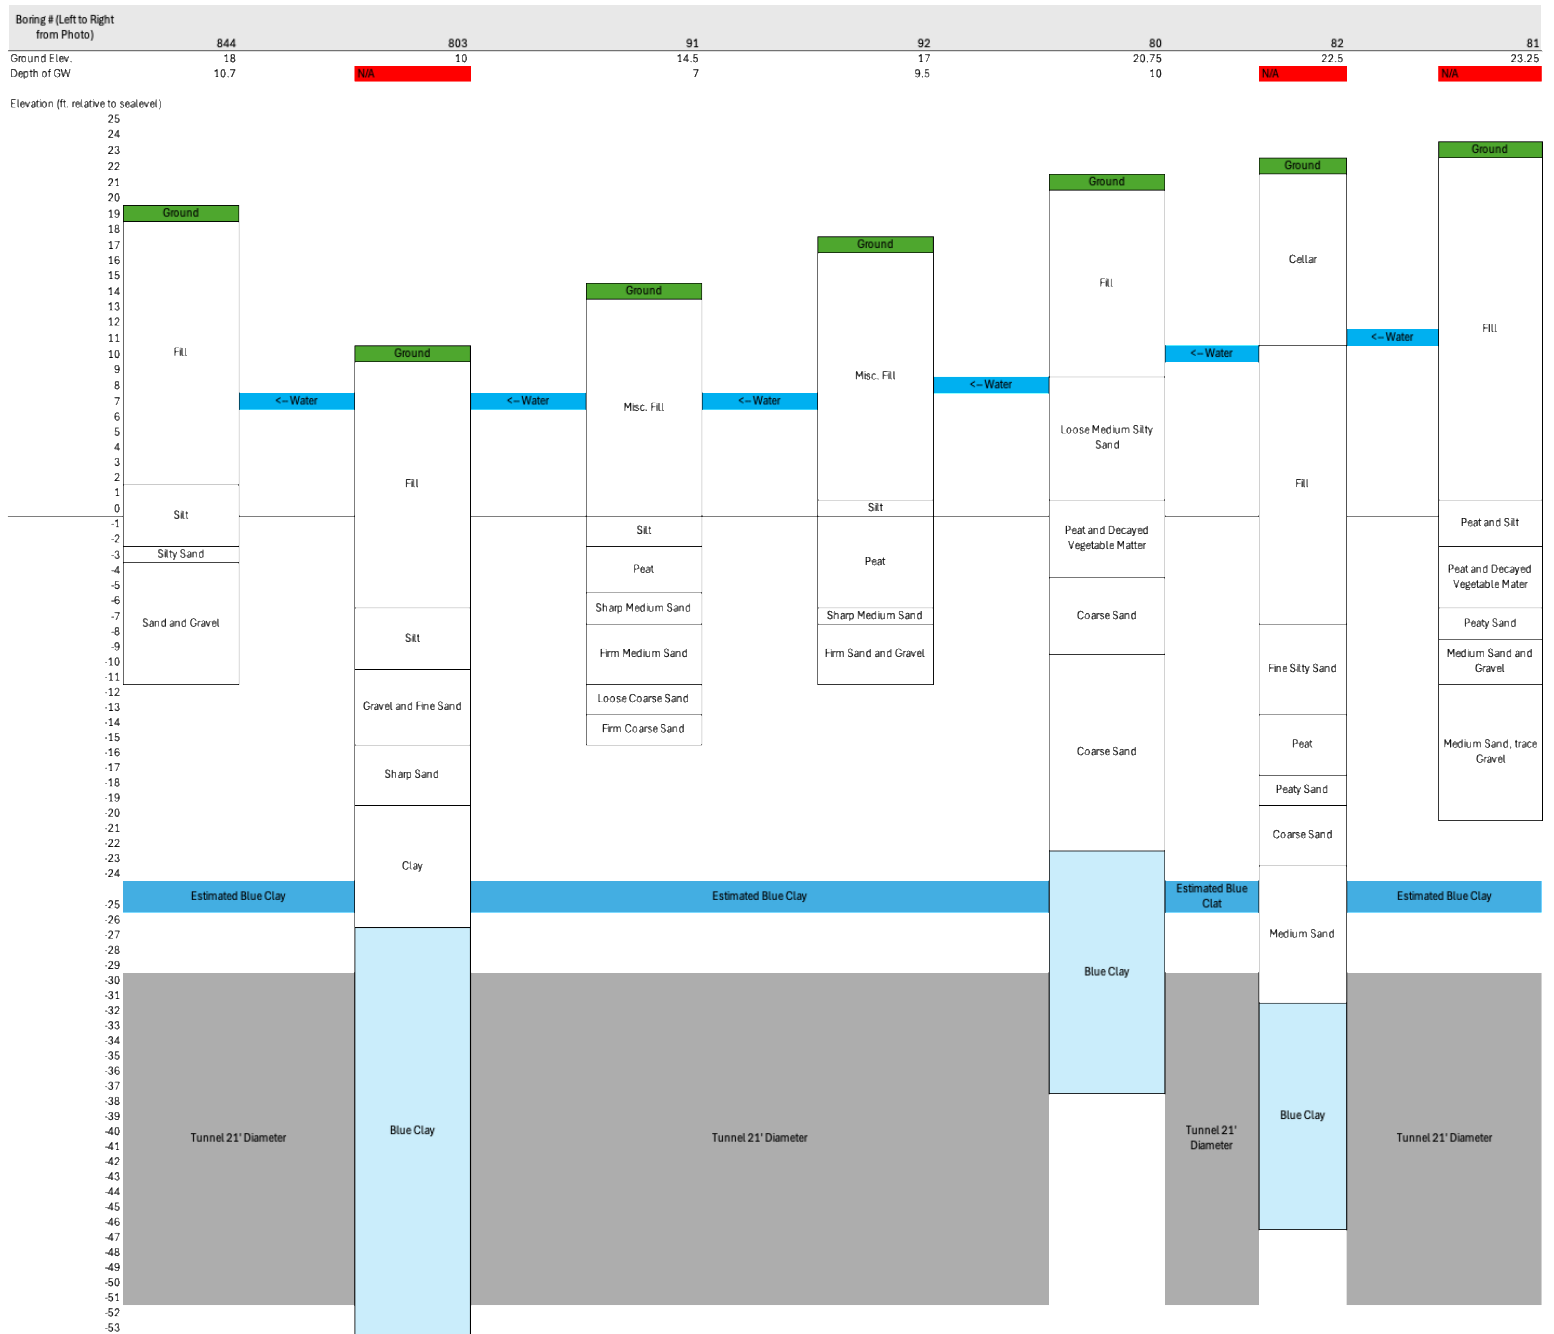 Boring # (Left to Right
from Photo)
844 803 91 92 80 82 81
Ground Elev. 18 10 14.5 17 20.75 22.5 23.25
Depth of GW 10.7 N/A 7 9.5 10 N/A N/A
Elevation (ft. relative to sealevel)
25
24
23 Ground
22 Ground
21 Ground
20
19 Ground
18
17 Ground
16 Cellar
15
14 Ground Fill
13
12
11 <-- Water FIll
10 Fill Ground <-- Water
9 Misc. Fill
8 <-- Water
7 <-- Water <-- Water Misc. Fill <-- Water
6
5 Loose Medium Silty
4 Sand
3
2 Fill Fill
1
0 Silt Silt
-1 Silt Peat and Decayed Peat and Silt
-2 Vegetable Matter
-3 Silty Sand Peat
-4 Peat Peat and Decayed
-5 Vegetable Mater
-6 Sharp Medium Sand
-7 Sand and Gravel Sharp Medium Sand Coarse Sand Peaty Sand
-8 Silt
-9 Firm Medium Sand Firm Sand and Gravel Medium Sand and
-10 Fine Silty Sand Gravel
-11
-12 Loose Coarse Sand
-13 Gravel and Fine Sand
-14 Firm Coarse Sand
-15 Medium Sand, trace
-16 Coarse Sand Peat Gravel
-17 Sharp Sand
-18
-19 Peaty Sand
-20
-21 Coarse Sand
-22
-23 Clay
-24 Estimated Blue
Estimated Blue Clay Estimated Blue Clay Clat Estimated Blue Clay
-25
-26
-27 Medium Sand
-28
-29 Blue Clay
-30
-31
-32
-33
-34
-35
-36
-37
-38
-39 Blue Clay
-40 Blue Clay Tunnel 21'
Tunnel 21' Diameter Tunnel 21' Diameter Diameter Tunnel 21' Diameter
-41
-42
-43
-44
-45
-46
-47
-48
-49
-50
-51
-52
-53